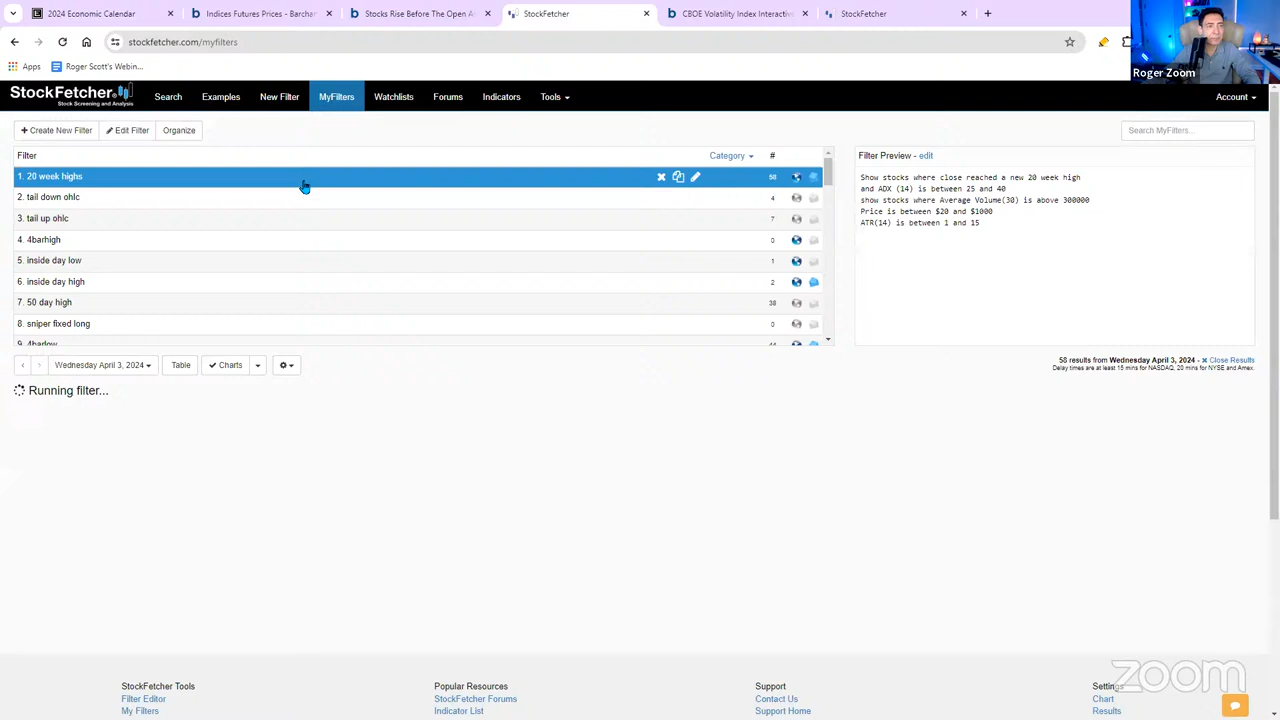 2024 Economic Calendar
Indices Futures Prices - Barchar
Stocks Rise Before The Open A
StockFetcher
CBOE Volatility Index Interactiv
StockFetcher
stockfetcher.com/myfilters
Apps
Roger Scott's Webin...
Roger Zoom
StockFetcher
Stock Screening and Analysis
Search
Examples
New Filter
MyFilters
Watchlists
Forums
Indicators
Tools
Account
+ Create New Filter
Edit Filter
Organize
Search MyFilters...
Filter
Category
#
1. 20 week highs
58
2. tail down ohlc
4
3. tail up ohlc
7
4. 4barhigh
0
5. inside day low
1
6. inside day high
2
7. 50 day high
38
8. sniper fixed long
0
9. 4barlow
44
Filter Preview - edit
Show stocks where close reached a new 20 week high
and ADX (14) is between 25 and 40
show stocks where Average Volume(30) is above 300000
Price is between $20 and $1000
ATR(14) is between 1 and 15
Wednesday April 3, 2024
Table
Charts
58 results from Wednesday April 3, 2024 - Close Results
Delay times are at least 15 mins for NASDAQ, 20 mins for NYSE and Amex.
Running filter...
StockFetcher Tools
Filter Editor
My Filters
Popular Resources
StockFetcher Forums
Indicator List
Support
Contact Us
Support Home
Settings
Chart
Results
zoom